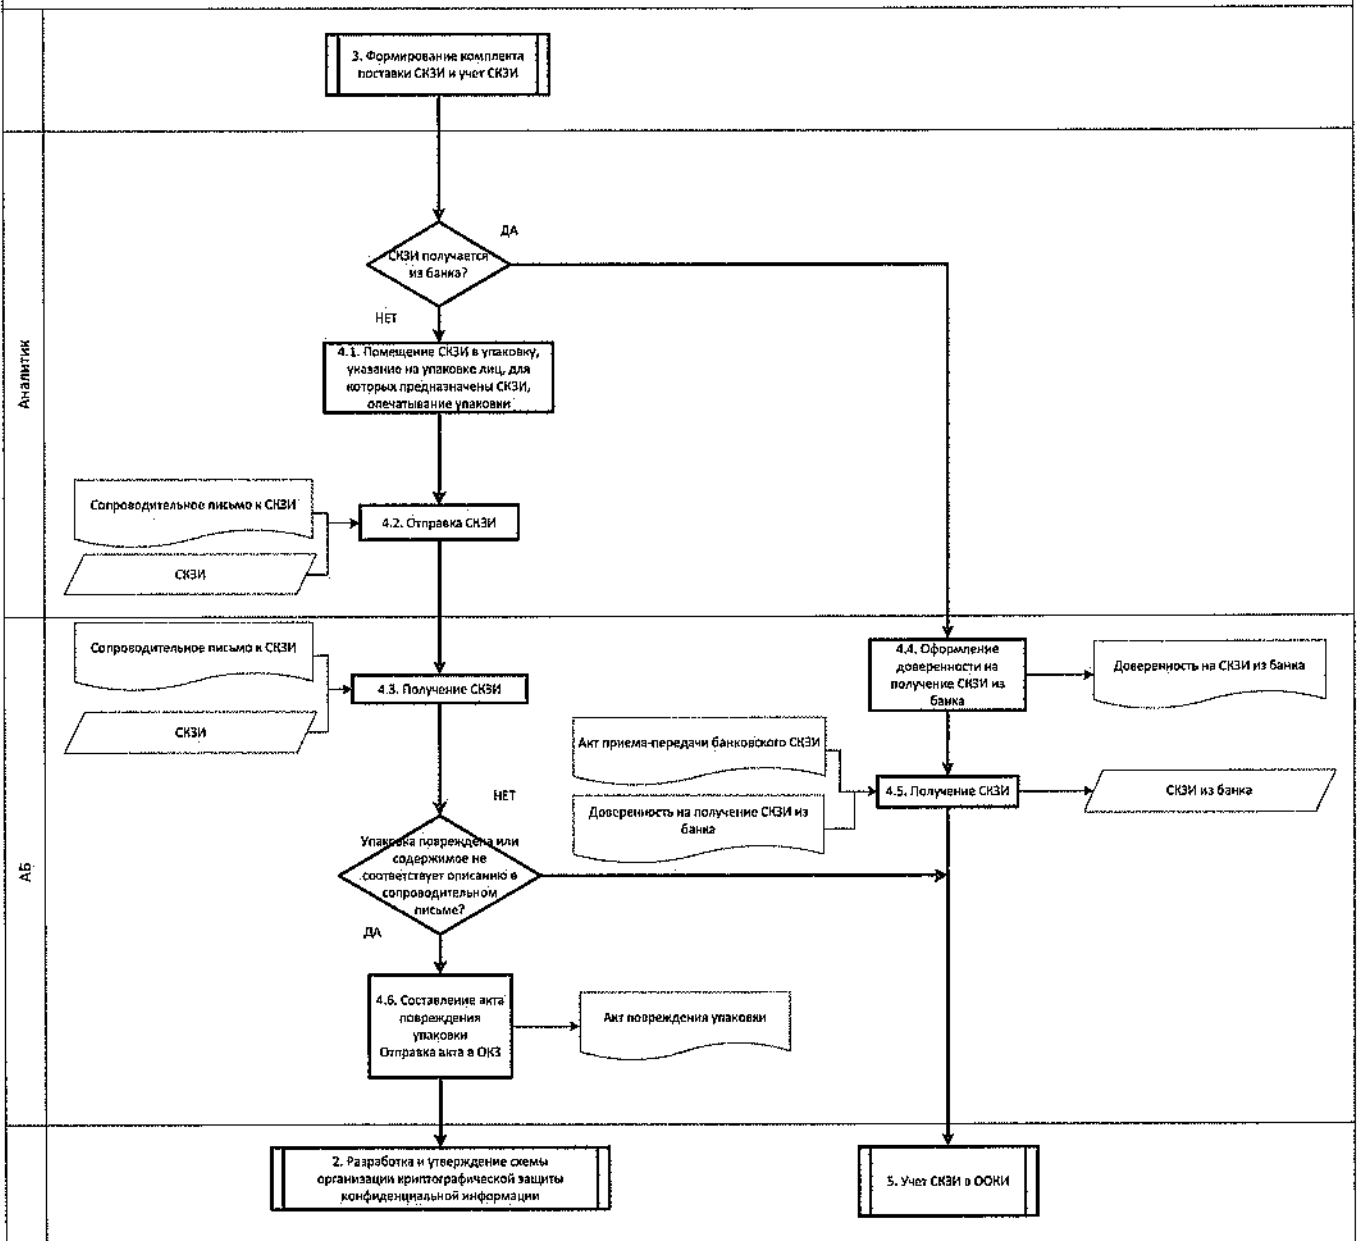 3. Формирование комплекта
поставки СКЗИ и учет СКЗИ
Аналитик
ДА
СКЗИ получается
из банка?
НЕТ
4.1. Помещение СКЗИ в упаковку,
указание на упаковке лиц, для
которых предназначены СКЗИ,
опечатывание упаковки
Сопроводительное письмо к СКЗИ
4.2. Отправка СКЗИ
СКЗИ
АБ
Сопроводительное письмо к СКЗИ
4.3. Получение СКЗИ
СКЗИ
4.4. Оформление
доверенности на
получение СКЗИ из
банка
Доверенность на СКЗИ из банка
Акт приема-передачи банковского СКЗИ
4.5. Получение СКЗИ
СКЗИ из банка
Доверенность на получение СКЗИ из
банка
НЕТ
Упаковка повреждена или
содержимое не
соответствует описанию в
сопроводительном
письме?
ДА
4.6. Составление акта
повреждения
упаковки
Отправка акта в ОКЗ
Акт повреждения упаковки
2. Разработка и утверждение схемы
организации криптографической защиты
конфиденциальной информации
5. Учет СКЗИ в ООКИ